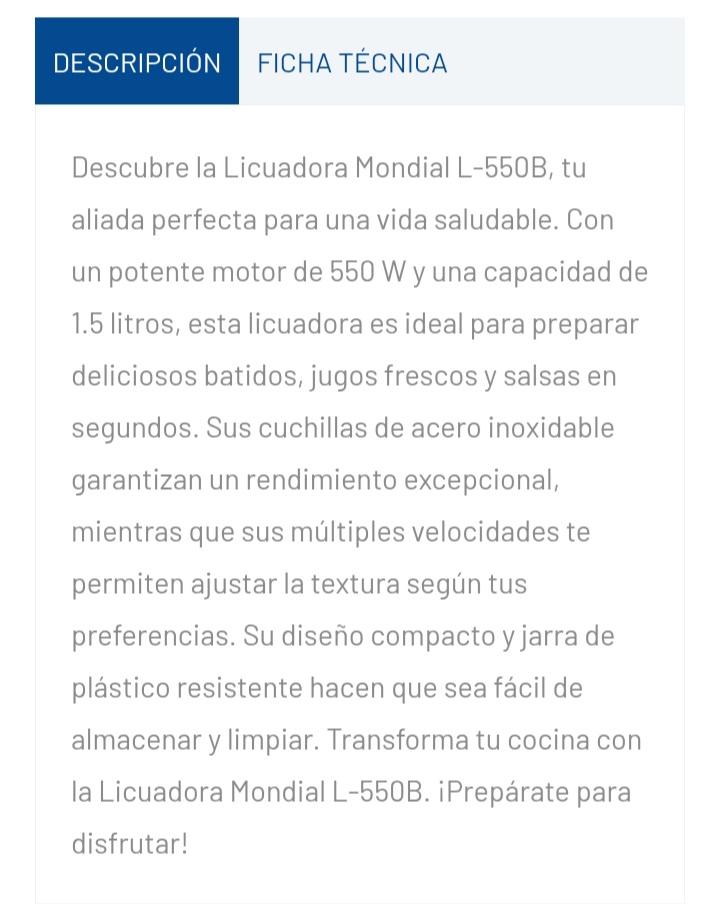 DESCRIPCIÓN FICHA TÉCNICA
Descubre la Licuadora Mondial L-550B, tu
aliada perfecta para una vida saludable. Con
un potente motor de 550 W y una capacidad de
1.5 litros, esta licuadora es ideal para preparar
deliciosos batidos, jugos frescos y salsas en
segundos. Sus cuchillas de acero inoxidable
garantizan un rendimiento excepcional,
mientras que sus múltiples velocidades te
permiten ajustar la textura según tus
preferencias. Su diseño compacto y jarra de
plástico resistente hacen que sea fácil de
almacenar y limpiar. Transforma tu cocina con
la Licuadora Mondial L-550B. ¡Prepárate para
disfrutar!